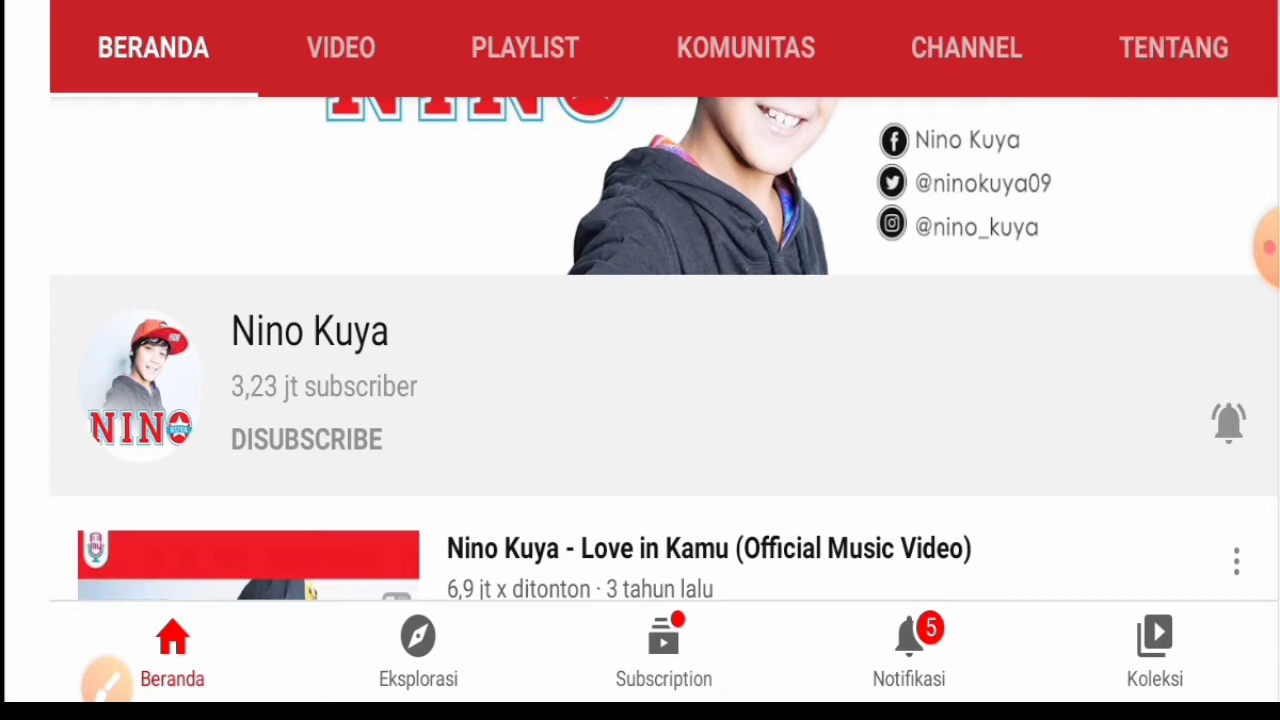 BERANDA VIDEO PLAYLIST KOMUNITAS CHANNEL TENTANG
NINO
Nino Kuya
@ninokuya09
@nino_kuya
Nino Kuya
3,23 jt subscriber
DISUBSCRIBE
NINO
KUYA
Nino Kuya - Love in Kamu (Official Music Video)
6,9 jt x ditonton · 3 tahun lalu
5
Beranda Eksplorasi Subscription Notifikasi Koleksi